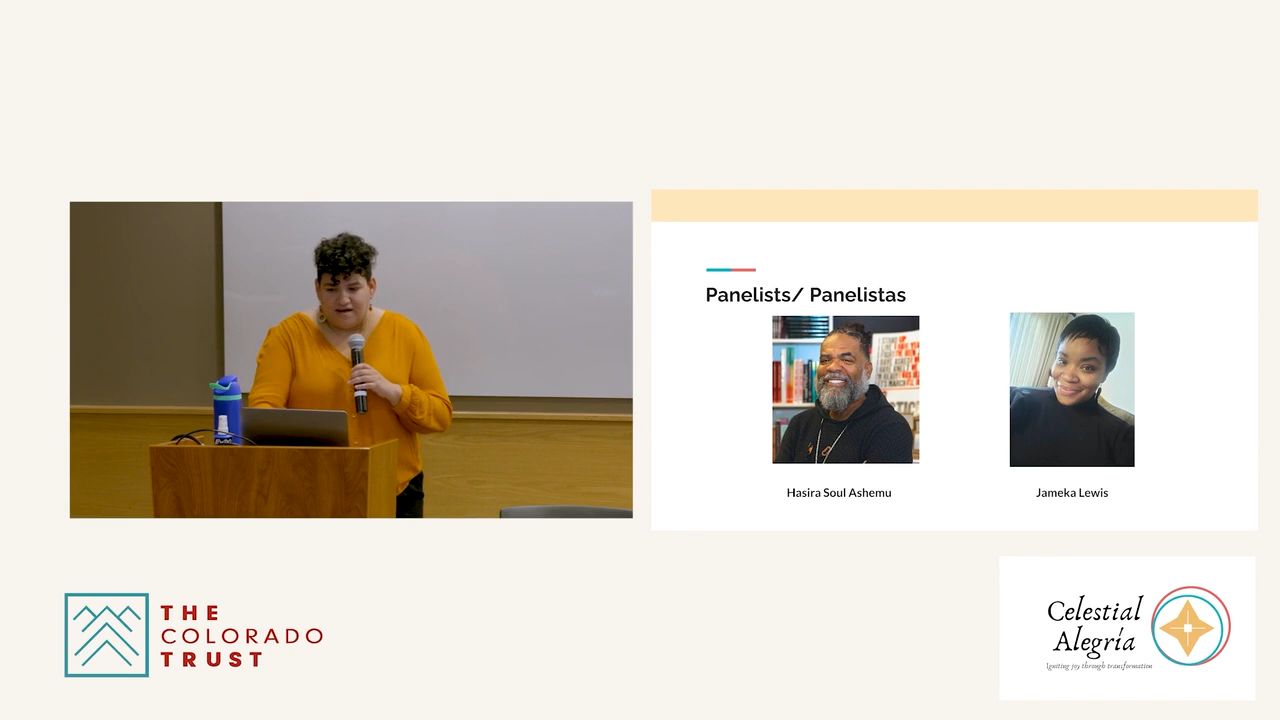 Panelists/ Panelistas
Hasira Soul Ashemu
Jameka Lewis
THE
COLORADO
TRUST
Celestial
Alegría
Igniting joy through transformation